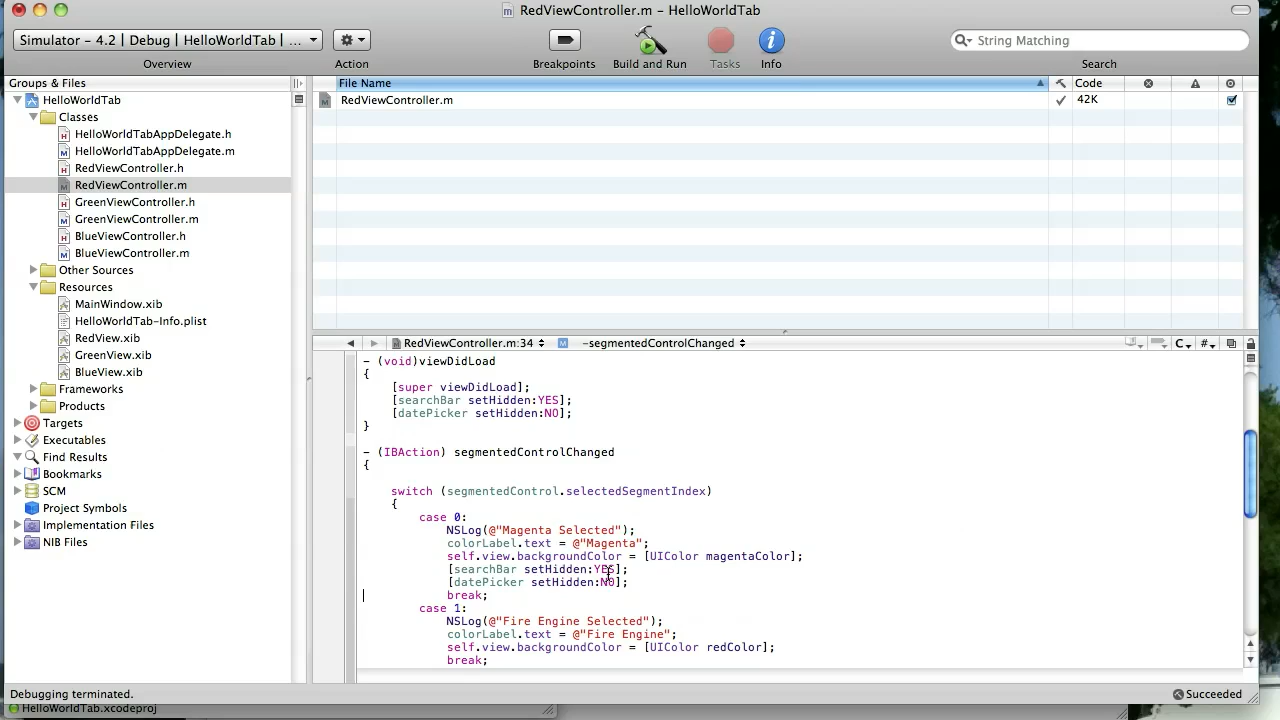 RedViewController.m – HelloWorldTab
Simulator - 4.2 | Debug | HelloWorldTab | ...
String Matching
Overview
Action
Breakpoints
Build and Run
Tasks
Info
Search
Groups & Files
File Name
Code
HelloWorldTab
RedViewController.m
42K
Classes
HelloWorldTabAppDelegate.h
HelloWorldTabAppDelegate.m
RedViewController.h
RedViewController.m
GreenViewController.h
GreenViewController.m
BlueViewController.h
BlueViewController.m
Other Sources
Resources
MainWindow.xib
HelloWorldTab-Info.plist
RedView.xib
GreenView.xib
BlueView.xib
Frameworks
Products
Targets
Executables
Find Results
Bookmarks
SCM
Project Symbols
Implementation Files
NIB Files
RedViewController.m:34
-segmentedControlChanged
C
#
- (void)viewDidLoad
{
[super viewDidLoad];
[searchBar setHidden:YES];
[datePicker setHidden:NO];
}
- (IBAction) segmentedControlChanged
{
switch (segmentedControl.selectedSegmentIndex)
{
case 0:
NSLog(@"Magenta Selected");
colorLabel.text = @"Magenta";
self.view.backgroundColor = [UIColor magentaColor];
[searchBar setHidden:YES];
[datePicker setHidden:NO];
break;
case 1:
NSLog(@"Fire Engine Selected");
colorLabel.text = @"Fire Engine";
self.view.backgroundColor = [UIColor redColor];
break;
Debugging terminated.
Succeeded
HelloWorldTab.xcodeproj